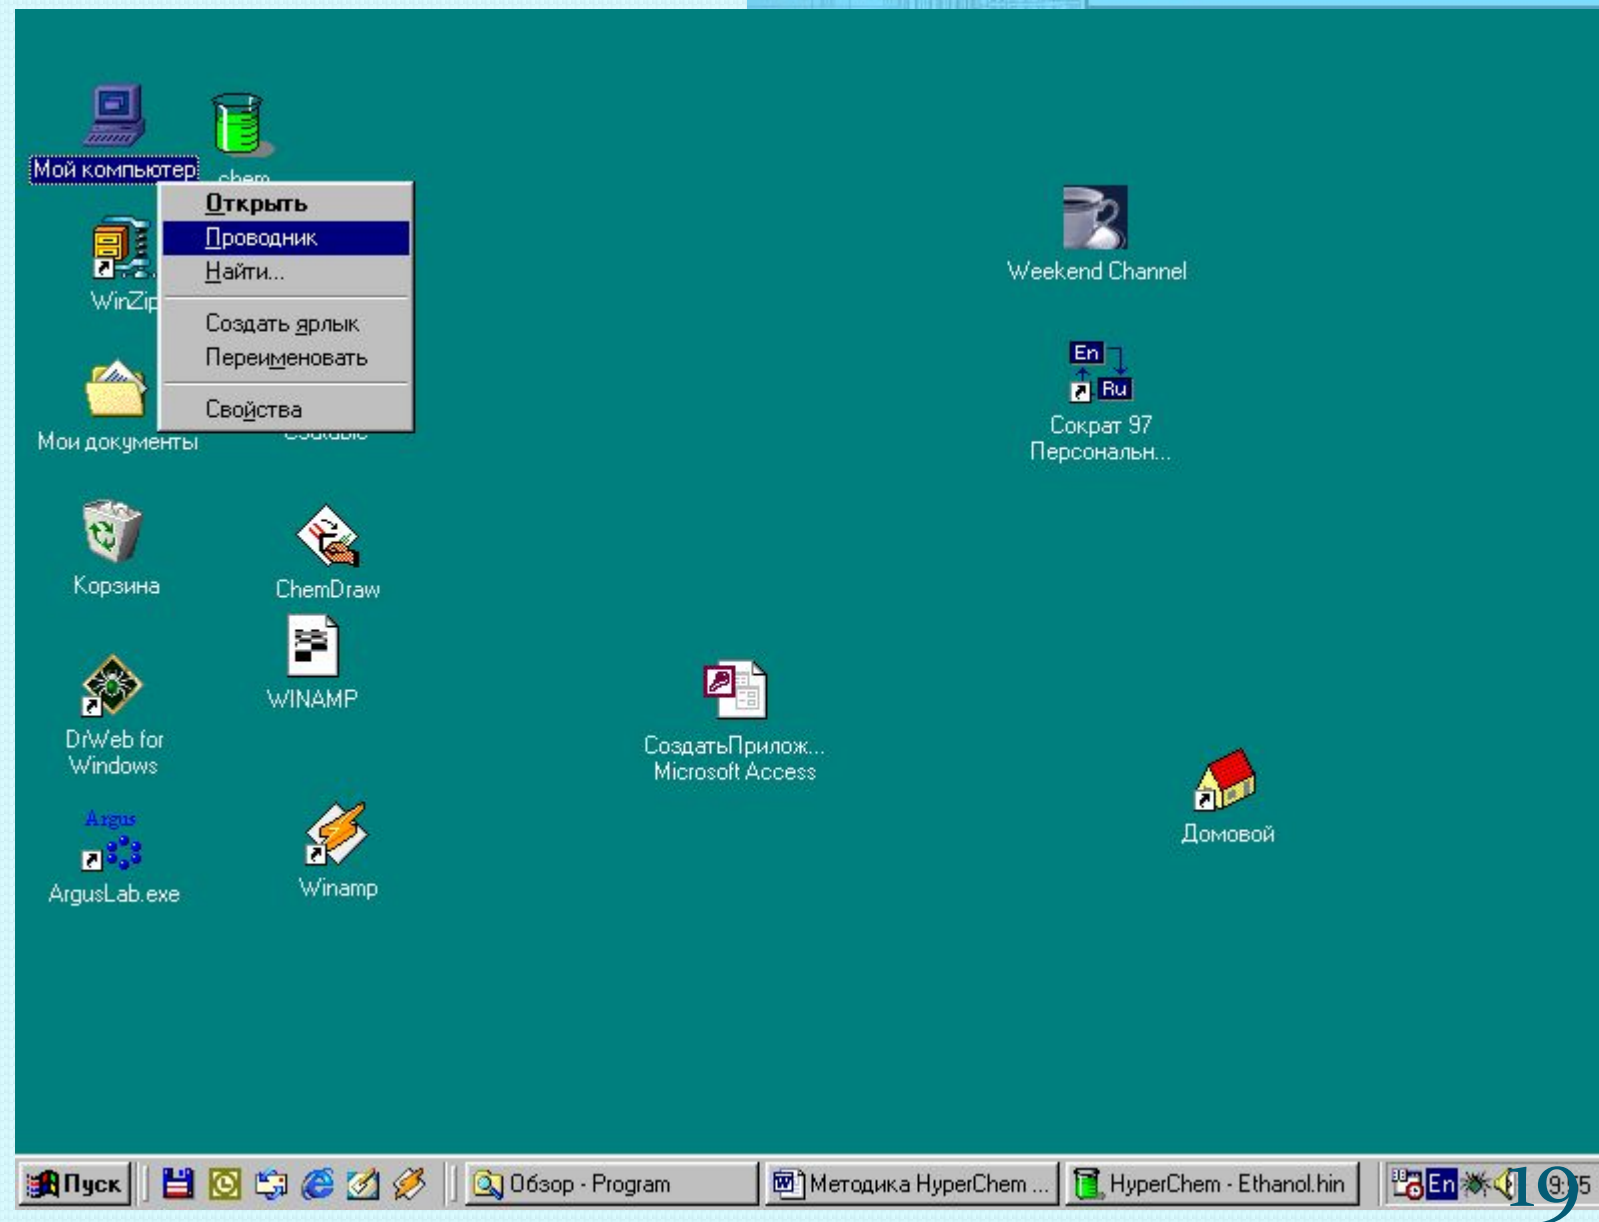 Мой компьютер
chem
Открыть
Проводник
Найти...
Создать ярлык
Переименовать
Свойства
WinZip
Мои документы
Корзина
ChemDraw
WINAMP
DrWeb for
Windows
Argus
ArgusLab.exe
Winamp
Weekend Channel
En
Ru
Сократ 97
Персональн...
СоздатьПрилож...
Microsoft Access
Домовой
Пуск
Обзор - Program
Методика HyperChem ...
HyperChem - Ethanol.hin
En
19